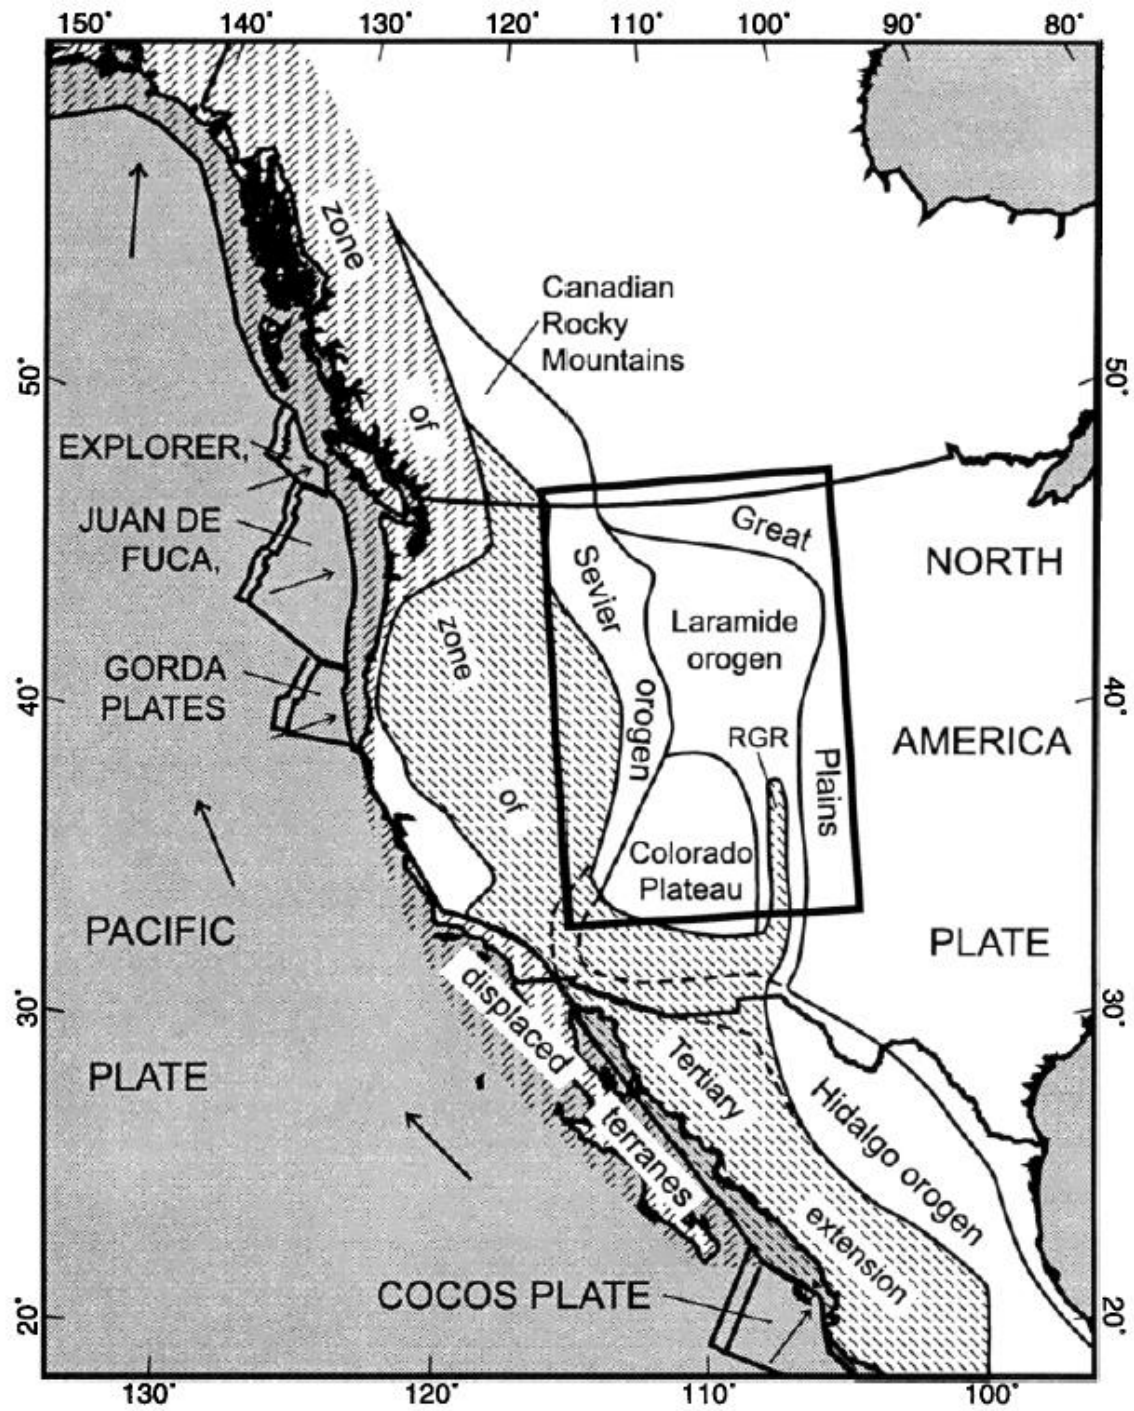 150° 140° 130° 120° 110° 100° 90° 80°
zone
Canadian
Rocky
Mountains
50° 50°
of
EXPLORER,
JUAN DE
FUCA,
Great
NORTH
Sevier
orogen
Laramide
orogen
zone
GORDA
PLATES
40° 40°
RGR
AMERICA
Plains
of
Colorado
Plateau
PACIFIC
PLATE
displaced
terranes
30° 30°
PLATE
Tertiary
extension
Hidalgo orogen
COCOS PLATE
20° 20°
130° 120° 110° 100°